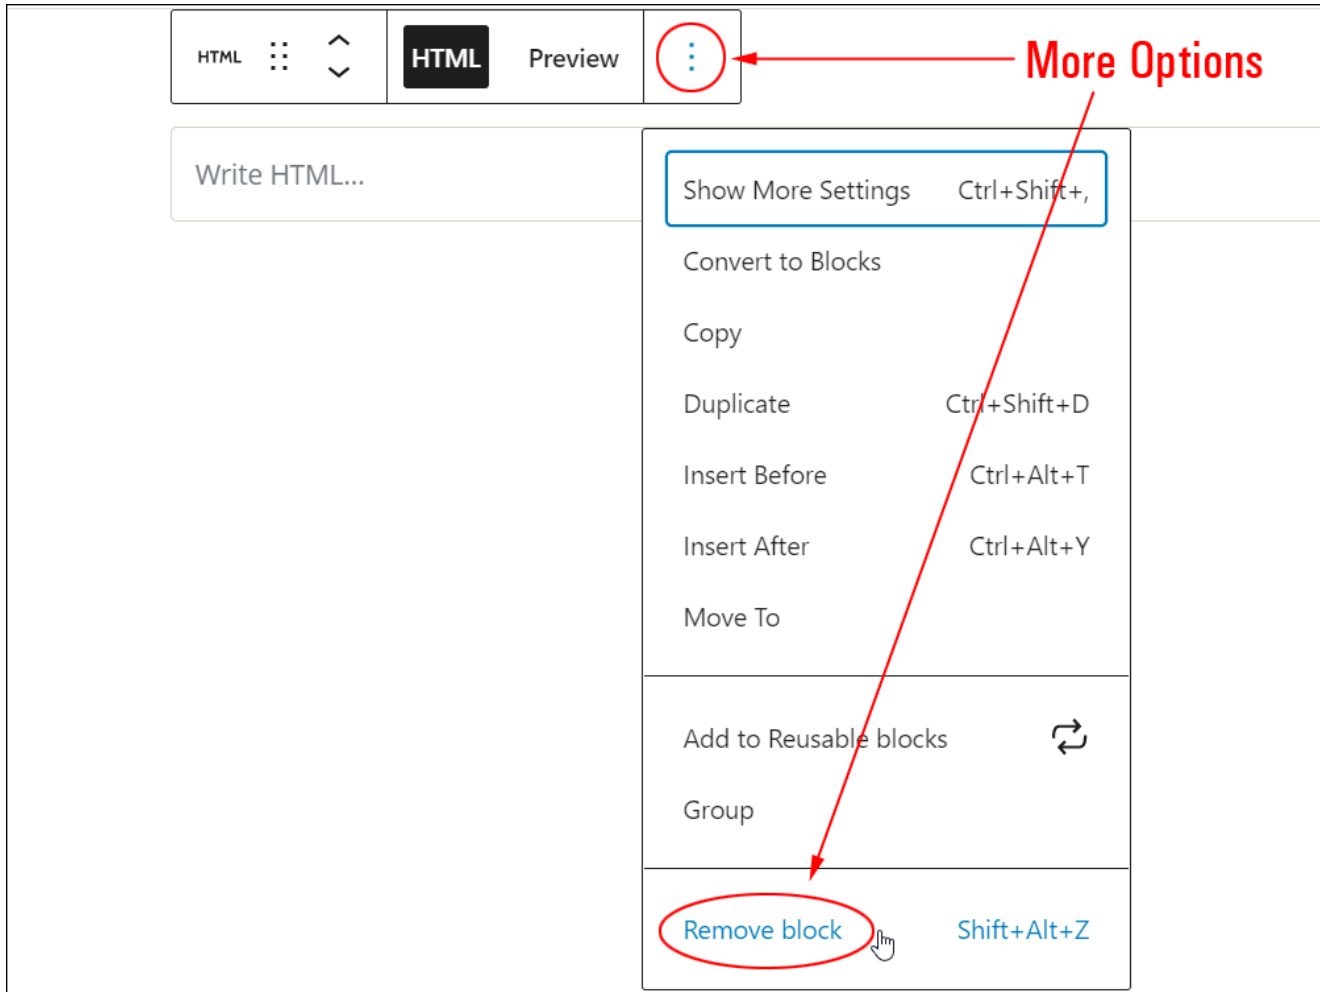 HTML HTML Preview More Options
Write HTML...
Show More Settings Ctrl+Shift+,
Convert to Blocks
Copy
Duplicate Ctrl+Shift+D
Insert Before Ctrl+Alt+T
Insert After Ctrl+Alt+Y
Move To
Add to Reusable blocks
Group
Remove block Shift+Alt+Z